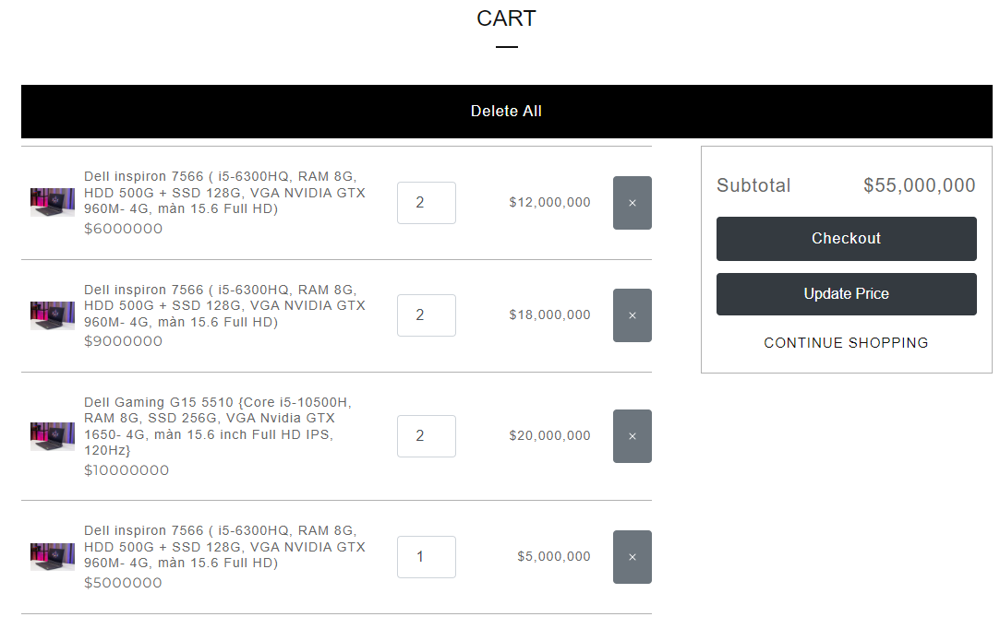 CART
Delete All
Dell inspiron 7566 ( i5-6300HQ, RAM 8G,
HDD 500G + SSD 128G, VGA NVIDIA GTX
960M- 4G, màn 15.6 Full HD)
$6000000
2
$12,000,000
×
Dell inspiron 7566 ( i5-6300HQ, RAM 8G,
HDD 500G + SSD 128G, VGA NVIDIA GTX
960M- 4G, màn 15.6 Full HD)
$9000000
2
$18,000,000
×
Dell Gaming G15 5510 {Core i5-10500H,
RAM 8G, SSD 256G, VGA Nvidia GTX
1650- 4G, màn 15.6 inch Full HD IPS,
120Hz}
$10000000
2
$20,000,000
×
Dell inspiron 7566 ( i5-6300HQ, RAM 8G,
HDD 500G + SSD 128G, VGA NVIDIA GTX
960M- 4G, màn 15.6 Full HD)
$5000000
1
$5,000,000
×
Subtotal $55,000,000
Checkout
Update Price
CONTINUE SHOPPING